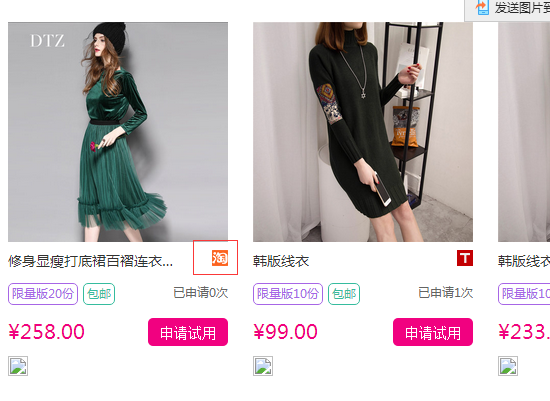 发送图片到
DTZ
修身显瘦打底裙百褶连衣...
淘
限量版20份 包邮
已申请0次
¥258.00
申请试用
韩版线衣
T
限量版10份 包邮
已申请1次
¥99.00
申请试用
韩版线
限量版10
¥233.